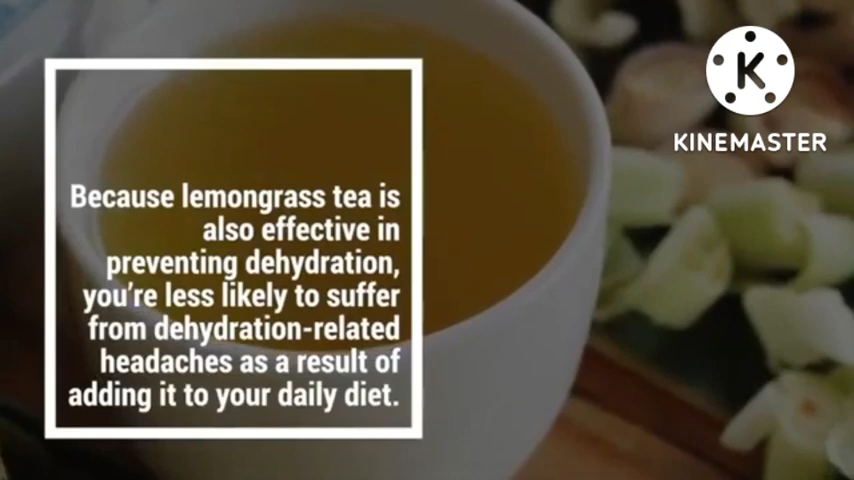 K
KINEMASTER
Because lemongrass tea is
also effective in
preventing dehydration,
you're less likely to suffer
from dehydration-related
headaches as a result of
adding it to your daily diet.